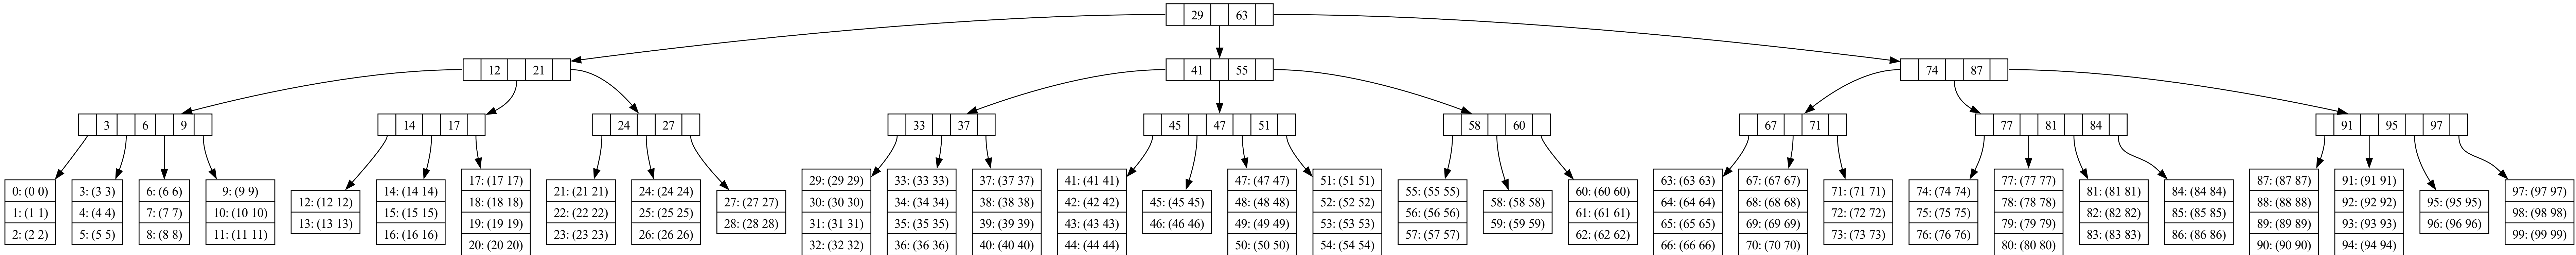 29 63
12 21
41 55
74 87
3 6 9
14 17
24 27
33 37
45 47 51
58 60
67 71
77 81 84
91 95 97
0: (0 0)
1: (1 1)
2: (2 2)
3: (3 3)
4: (4 4)
5: (5 5)
6: (6 6)
7: (7 7)
8: (8 8)
9: (9 9)
10: (10 10)
11: (11 11)
12: (12 12)
13: (13 13)
14: (14 14)
15: (15 15)
16: (16 16)
17: (17 17)
18: (18 18)
19: (19 19)
20: (20 20)
21: (21 21)
22: (22 22)
23: (23 23)
24: (24 24)
25: (25 25)
26: (26 26)
27: (27 27)
28: (28 28)
29: (29 29)
30: (30 30)
31: (31 31)
32: (32 32)
33: (33 33)
34: (34 34)
35: (35 35)
36: (36 36)
37: (37 37)
38: (38 38)
39: (39 39)
40: (40 40)
41: (41 41)
42: (42 42)
43: (43 43)
44: (44 44)
45: (45 45)
46: (46 46)
47: (47 47)
48: (48 48)
49: (49 49)
50: (50 50)
51: (51 51)
52: (52 52)
53: (53 53)
54: (54 54)
55: (55 55)
56: (56 56)
57: (57 57)
58: (58 58)
59: (59 59)
60: (60 60)
61: (61 61)
62: (62 62)
63: (63 63)
64: (64 64)
65: (65 65)
66: (66 66)
67: (67 67)
68: (68 68)
69: (69 69)
70: (70 70)
71: (71 71)
72: (72 72)
73: (73 73)
74: (74 74)
75: (75 75)
76: (76 76)
77: (77 77)
78: (78 78)
79: (79 79)
80: (80 80)
81: (81 81)
82: (82 82)
83: (83 83)
84: (84 84)
85: (85 85)
86: (86 86)
87: (87 87)
88: (88 88)
89: (89 89)
90: (90 90)
91: (91 91)
92: (92 92)
93: (93 93)
94: (94 94)
95: (95 95)
96: (96 96)
97: (97 97)
98: (98 98)
99: (99 99)